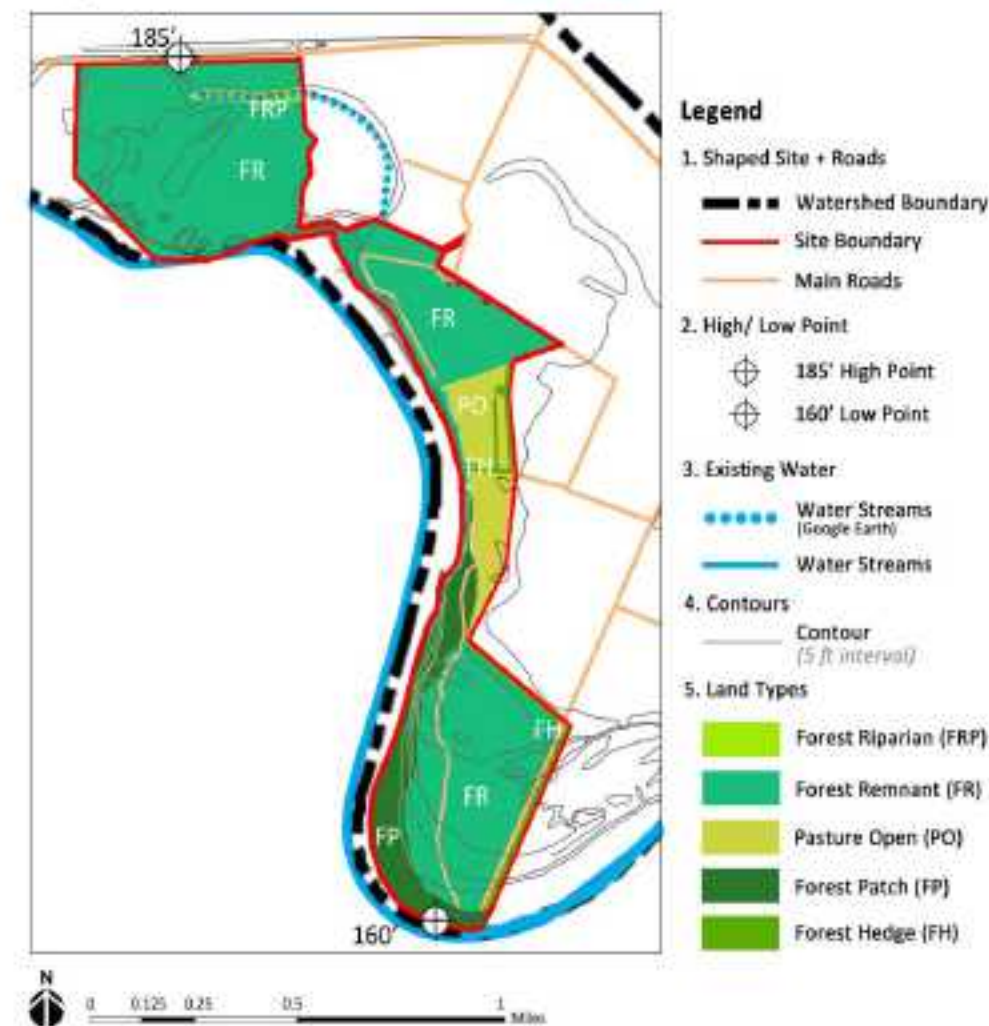 185'
FRP
FR
FR
PO
FH
FH
FR
FP
160'
Legend
1. Shaped Site + Roads
Watershed Boundary
Site Boundary
Main Roads
2. High/ Low Point
185' High Point
160' Low Point
3. Existing Water
Water Streams
(Google Earth)
Water Streams
4. Contours
Contour
(5 ft interval)
5. Land Types
Forest Riparian (FRP)
Forest Remnant (FR)
Pasture Open (PO)
Forest Patch (FP)
Forest Hedge (FH)
N
0 0.125 0.25 0.5 1
Miles